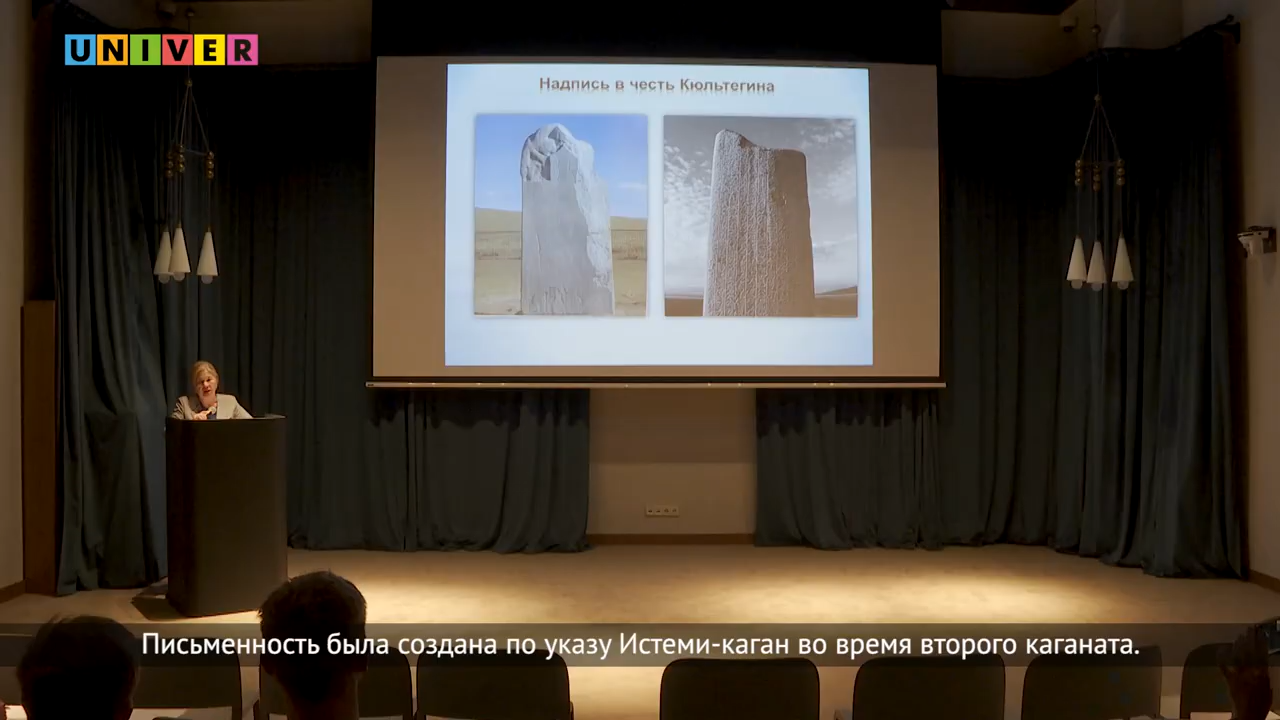 UNIVER
Надпись в честь Кюльтегина
Письменность была создана по указу Истеми-каган во время второго каганата.